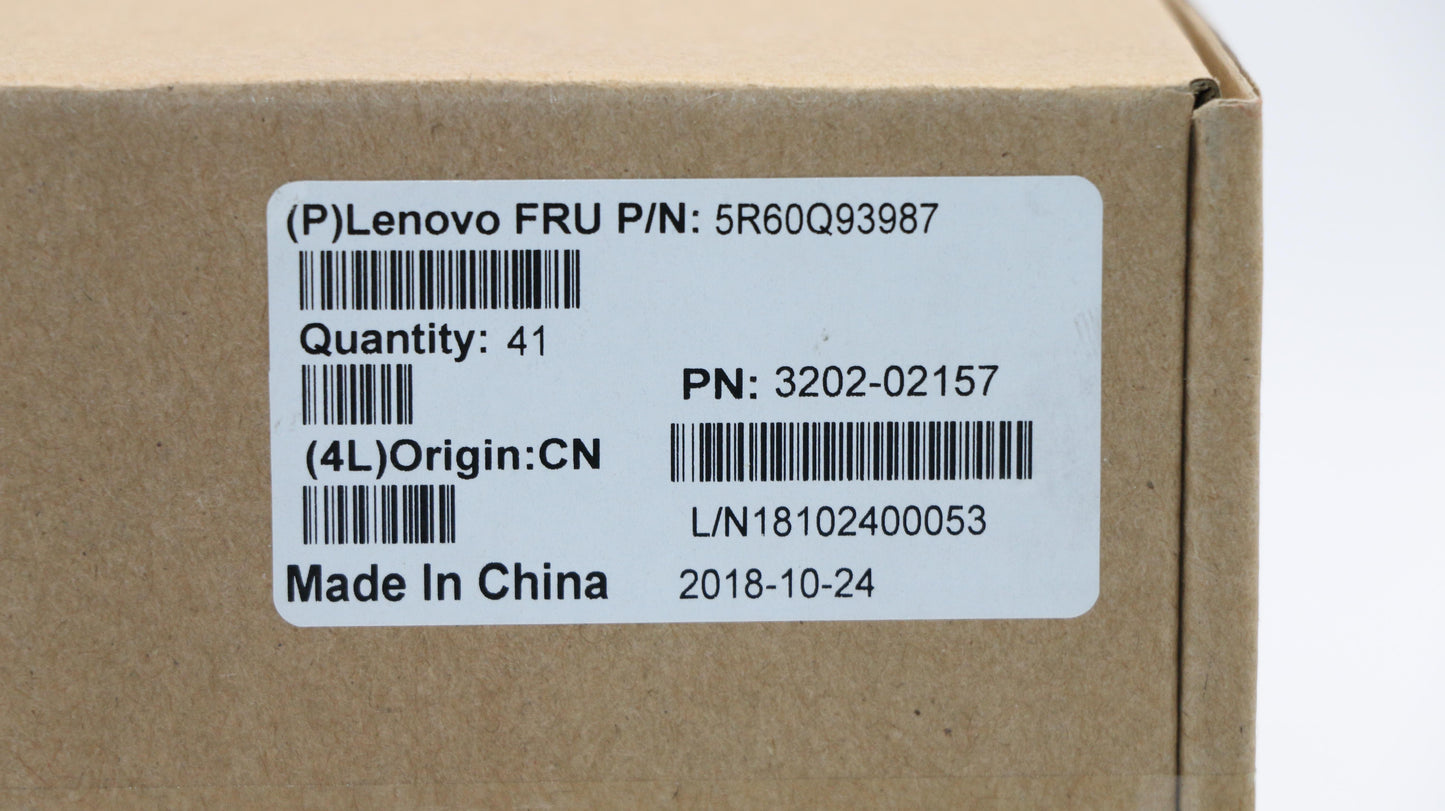 (P)Lenovo FRU P/N: 5R60Q93987
Quantity: 41
PN: 3202-02157
(4L)Origin:CN
L/N18102400053
Made In China 2018-10-24